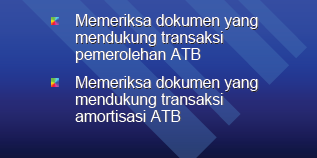 Memeriksa dokumen yang
mendukung transaksi
pemerolehan ATB
Memeriksa dokumen yang
mendukung transaksi
amortisasi ATB